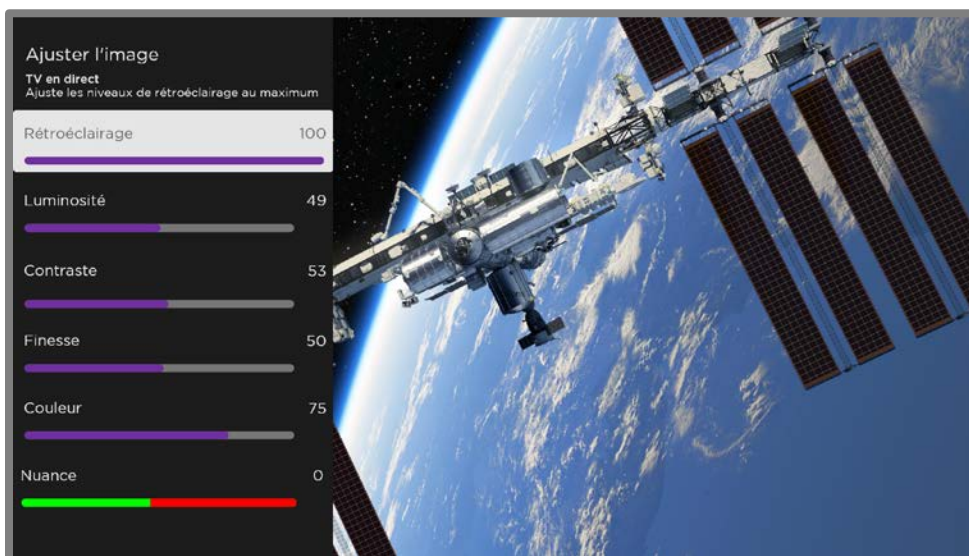 Ajuster l'image
TV en direct
Ajuste les niveaux de rétroéclairage au maximum
Rétroéclairage 100
Luminosité 49
Contraste 53
Finesse 50
Couleur 75
Nuance 0